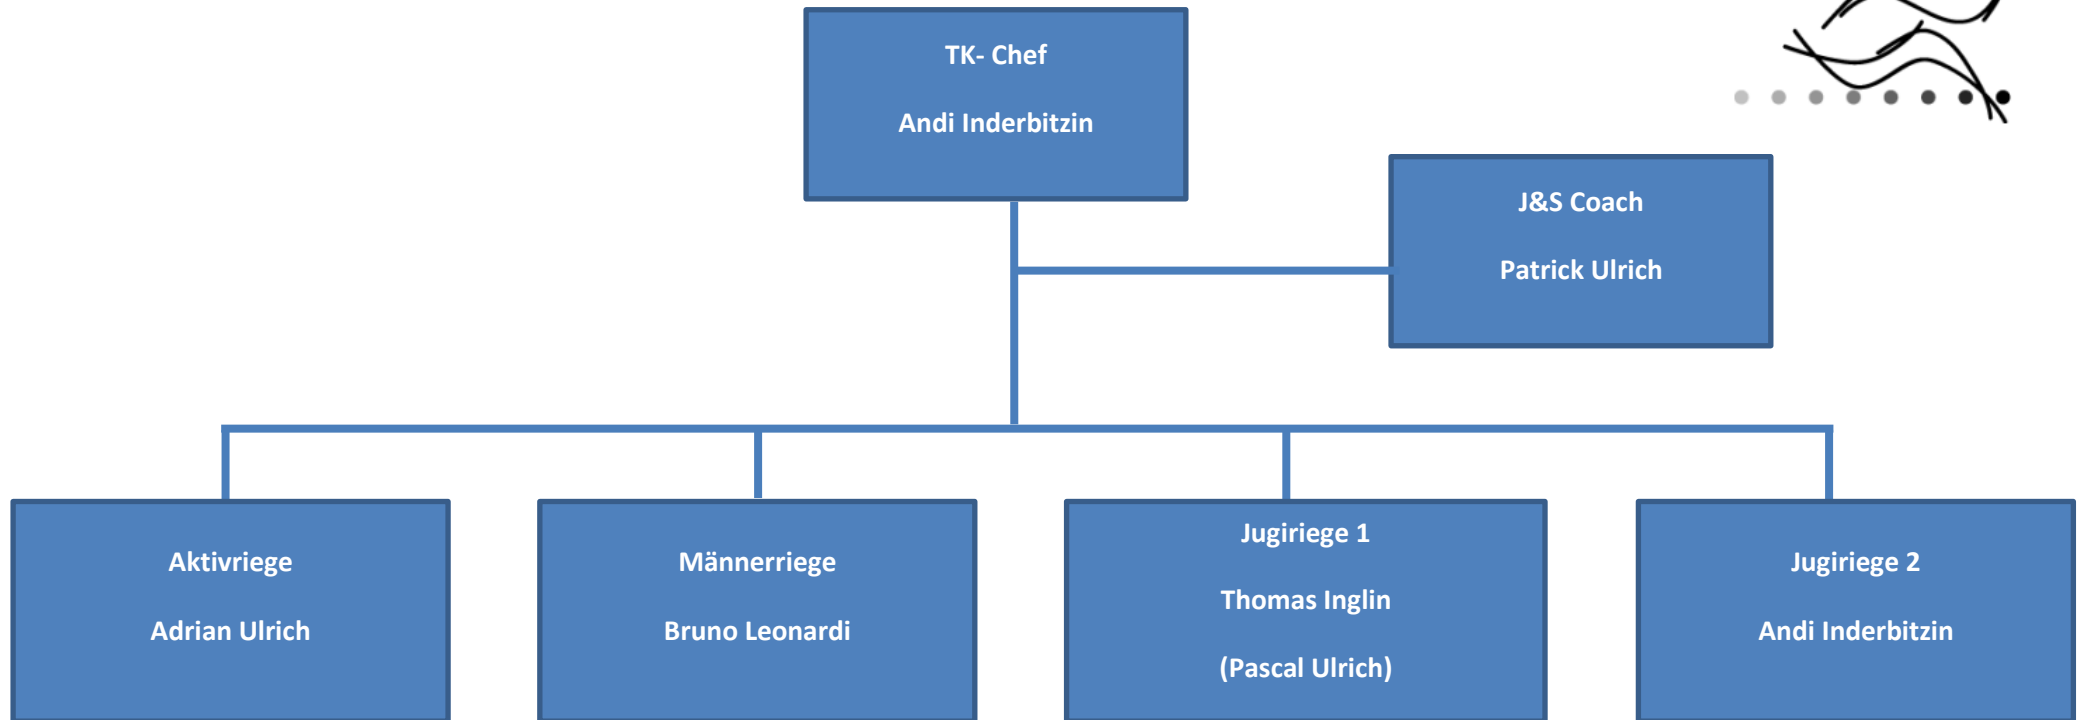 TK- Chef
Andi Inderbitzin
J&S Coach
Patrick Ulrich
Aktivriege
Adrian Ulrich
Männerriege
Bruno Leonardi
Jugiriege 1
Thomas Inglin
(Pascal Ulrich)
Jugiriege 2
Andi Inderbitzin